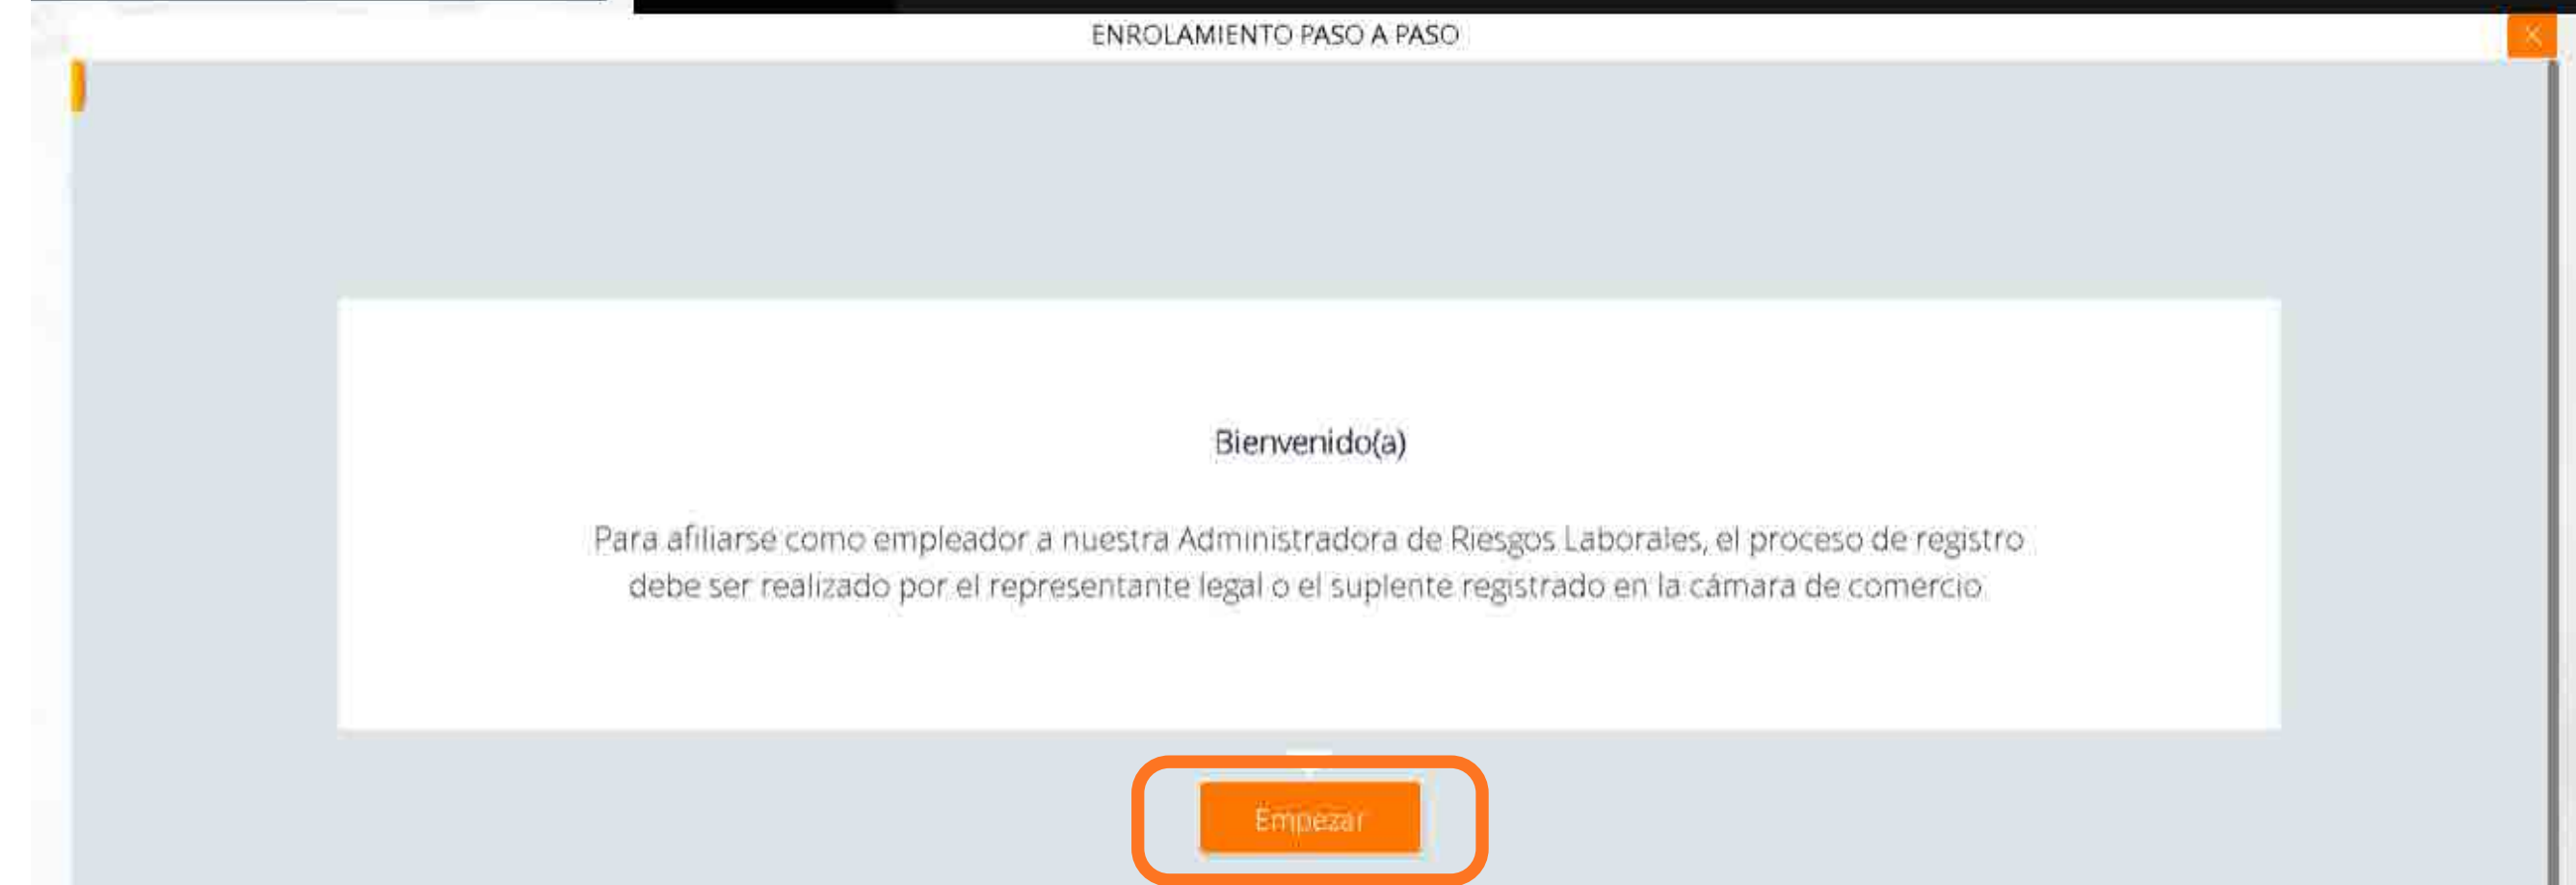 ENROLAMIENTO PASO A PASO
X
Bienvenido(a)
Para afiliarse como empleador a nuestra Administradora de Riesgos Laborales, el proceso de registro
debe ser realizado por el representante legal o el suplente registrado en la cámara de comercio
Empezar